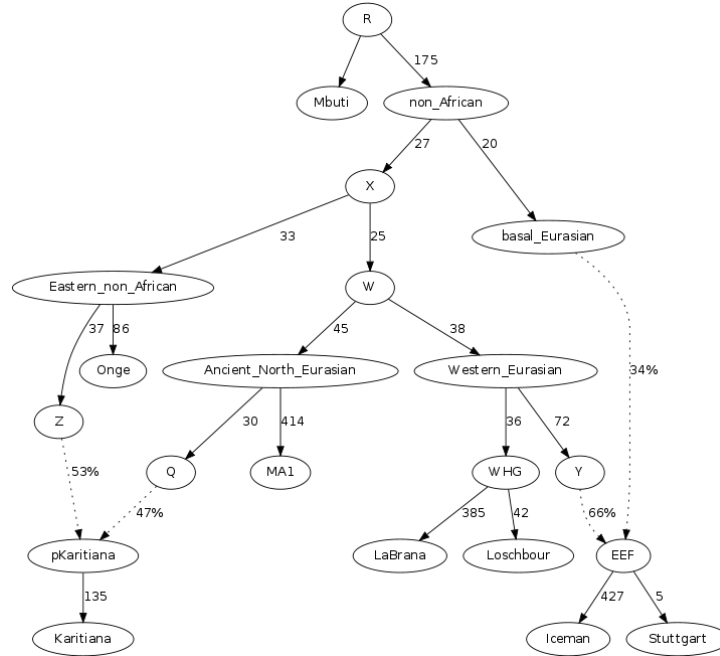 R
175
Mbuti
non_African
27
20
X
33
25
basal_Eurasian
Eastern_non_African
W
37
86
45
38
Onge
Ancient_North_Eurasian
Western_Eurasian
34%
Z
30
414
36
72
53%
Q
MA1
WHG
Y
47%
385
42
66%
pKaritiana
LaBrana
Loschbour
EEF
135
427
5
Karitiana
Iceman
Stuttgart